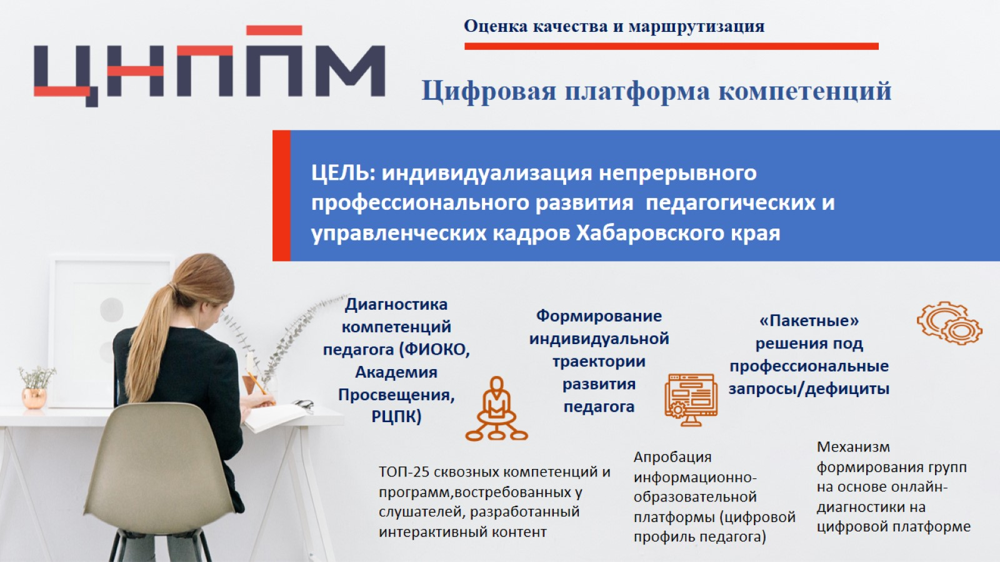 ЦНППМ
Оценка качества и маршрутизация
Цифровая платформа компетенций
ЦЕЛЬ: индивидуализация непрерывного
профессионального развития  педагогических и
управленческих кадров Хабаровского края
Диагностика
компетенций
педагога (ФИОКО,
Академия
Просвещения,
РЦПК)
Формирование
индивидуальной
траектории
развития
педагога
«Пакетные»
решения под
профессиональные
запросы/дефициты
ТОП-25 сквозных компетенций и
программ,востребованных у
слушателей, разработанный
интерактивный контент
Апробация
информационно-
образовательной
платформы (цифровой
профиль педагога)
Механизм
формирования групп
на основе онлайн-
диагностики на
цифровой платформе